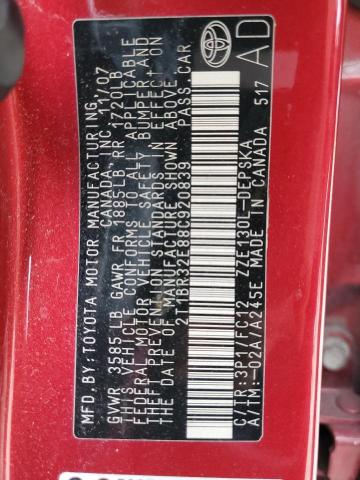 MFD. BY: TOYOTA MOTOR MANUFACTURING,
CANADA, INC. 11/07
GVWR 3585LB GAWR FR 1885LB RR 1720LB
THIS VEHICLE CONFORMS TO ALL APPLICABLE
FEDERAL MOTOR VEHICLE SAFETY, BUMPER, AND
THEFT PREVENTION STANDARDS IN EFFECT ON
THE DATE OF MANUFACTURE SHOWN ABOVE.
2T1BR32E88C920839 PASS. CAR
C/TR:3P1/FC12 ZZE130L-DEPSKA
A/TM:-02A/A245E MADE IN CANADA 517
AD